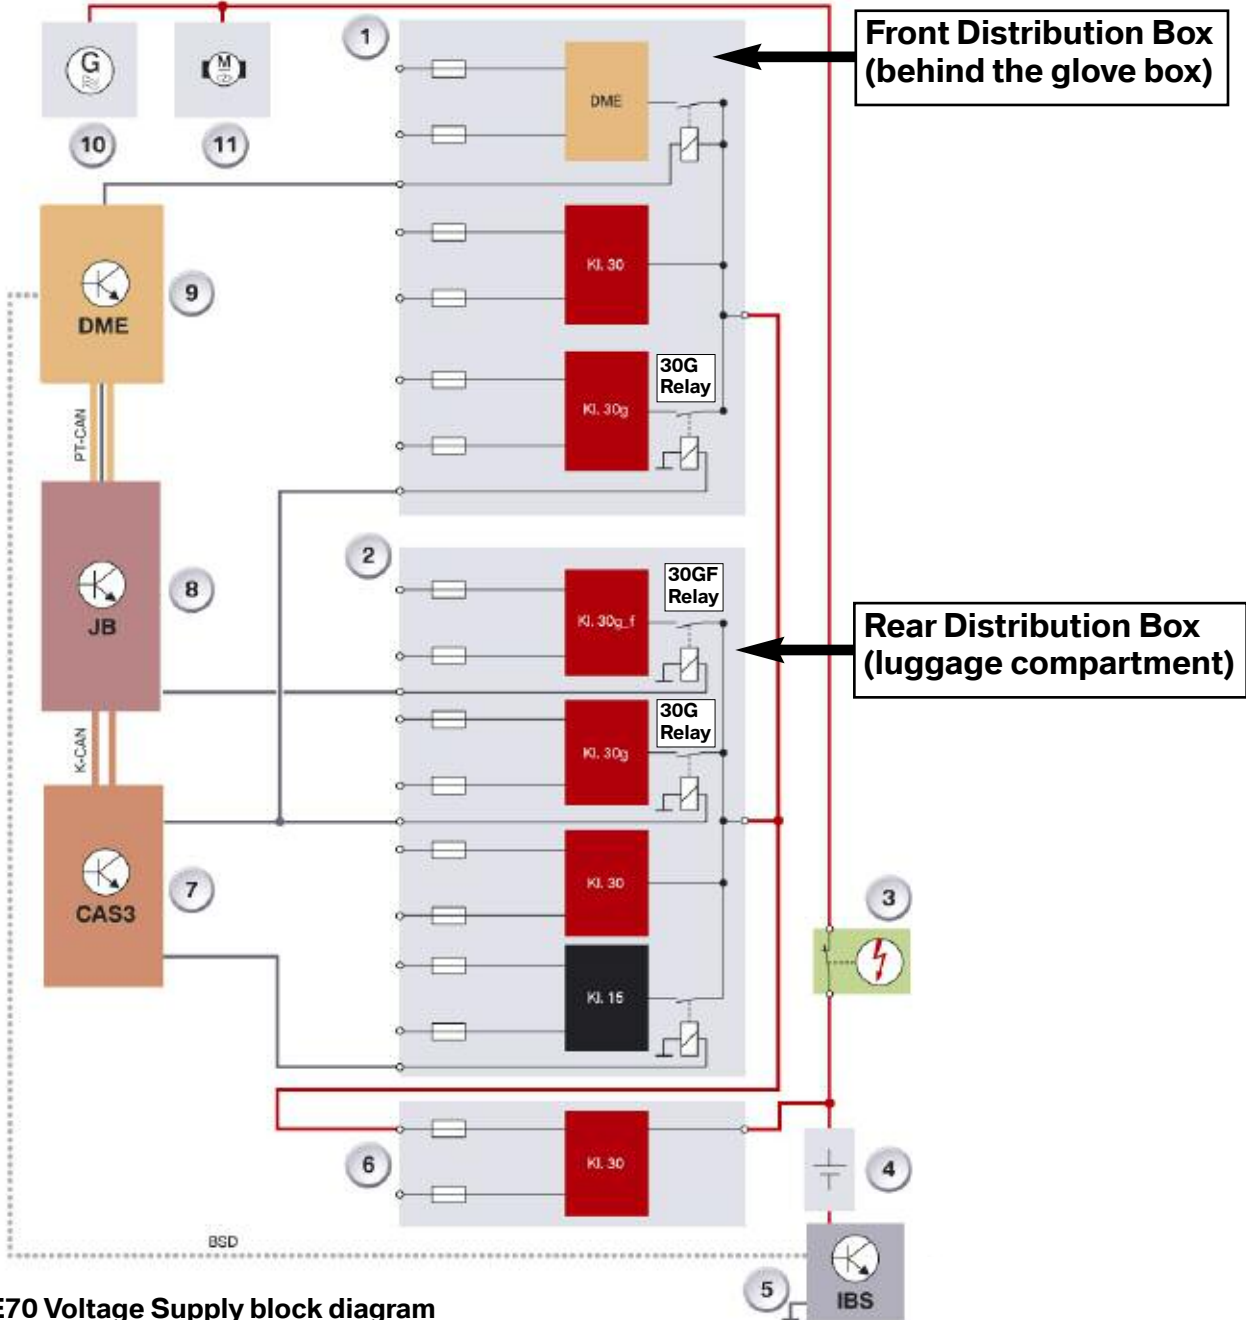 1
Front Distribution Box
(behind the glove box)
G
M
DME
10
11
9
DME
Kl. 30
30G
Relay
Kl. 30g
PT-CAN
2
8
JB
30GF
Relay
Kl. 30g_f
Rear Distribution Box
(luggage compartment)
30G
Relay
Kl. 30g
K-CAN
7
CAS3
Kl. 30
3
Kl. 15
6
Kl. 30
4
BSD
5
IBS
E70 Voltage Supply block diagram